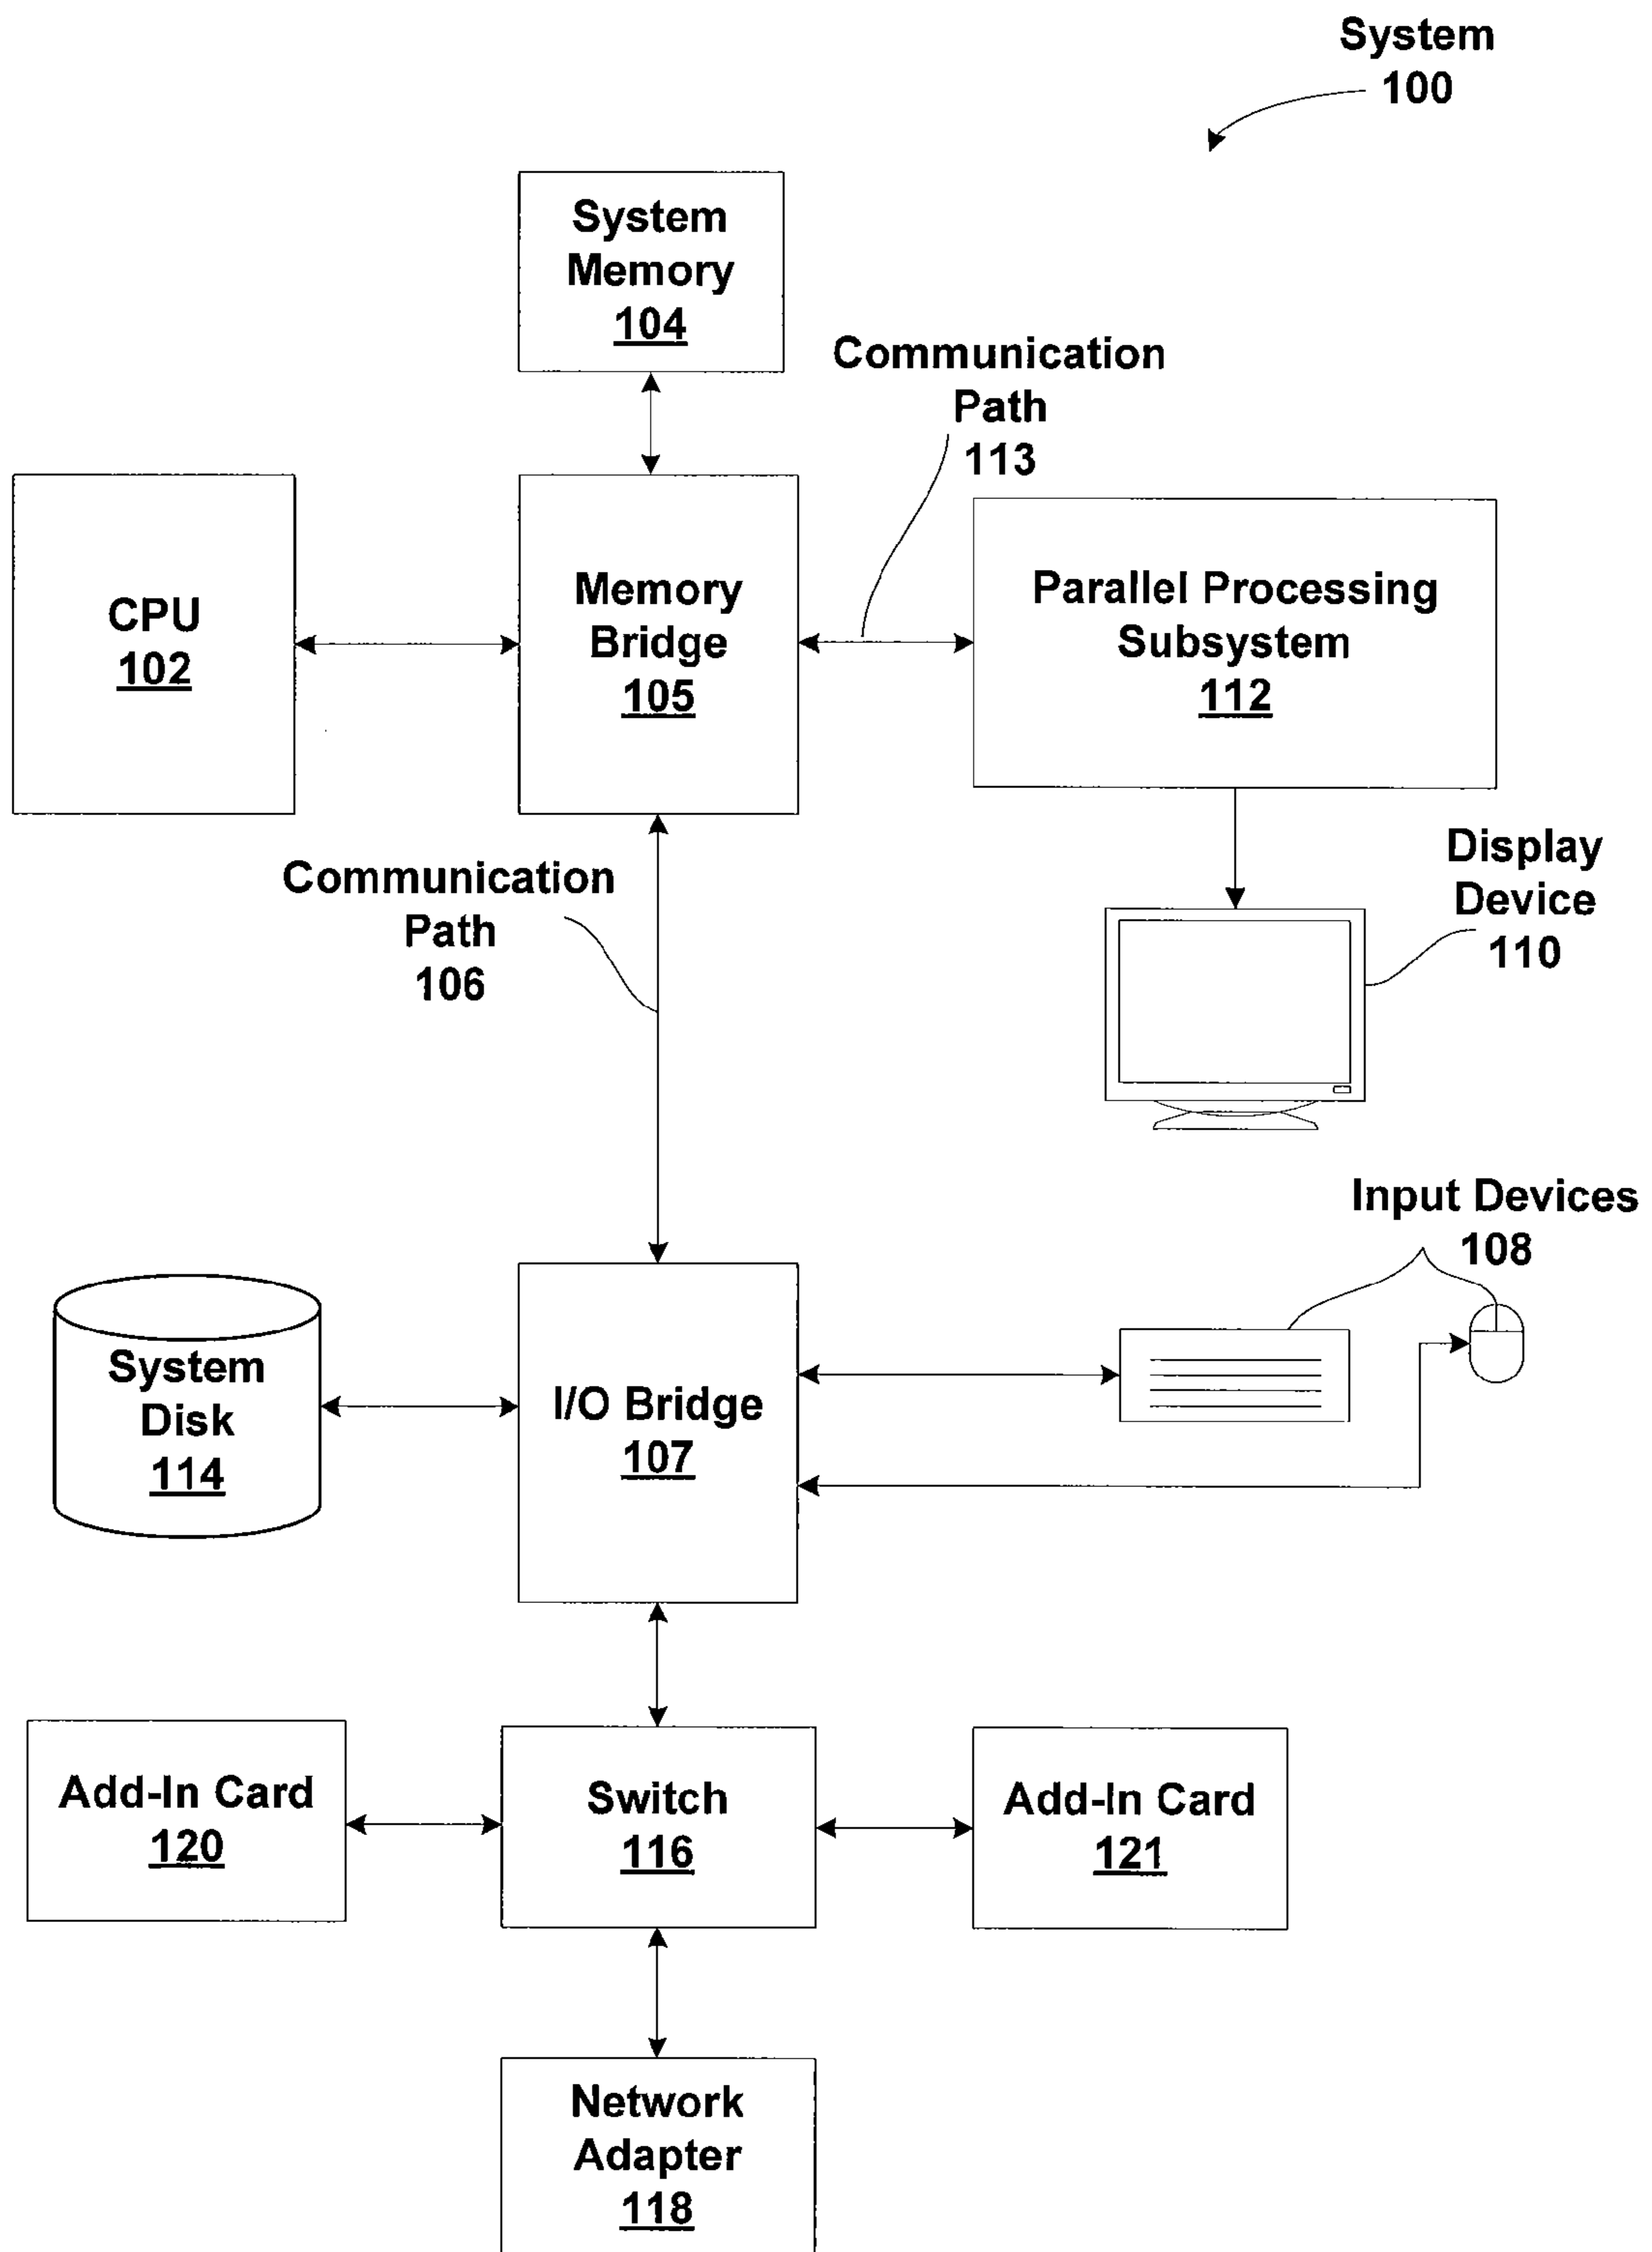 System
100
System
Memory
104
Communication
Path
113
CPU
102
Memory
Bridge
105
Parallel Processing
Subsystem
112
Communication
Path
106
Display
Device
110
Input Devices
108
System
Disk
114
I/O Bridge
107
Add-In Card
120
Switch
116
Add-In Card
121
Network
Adapter
118